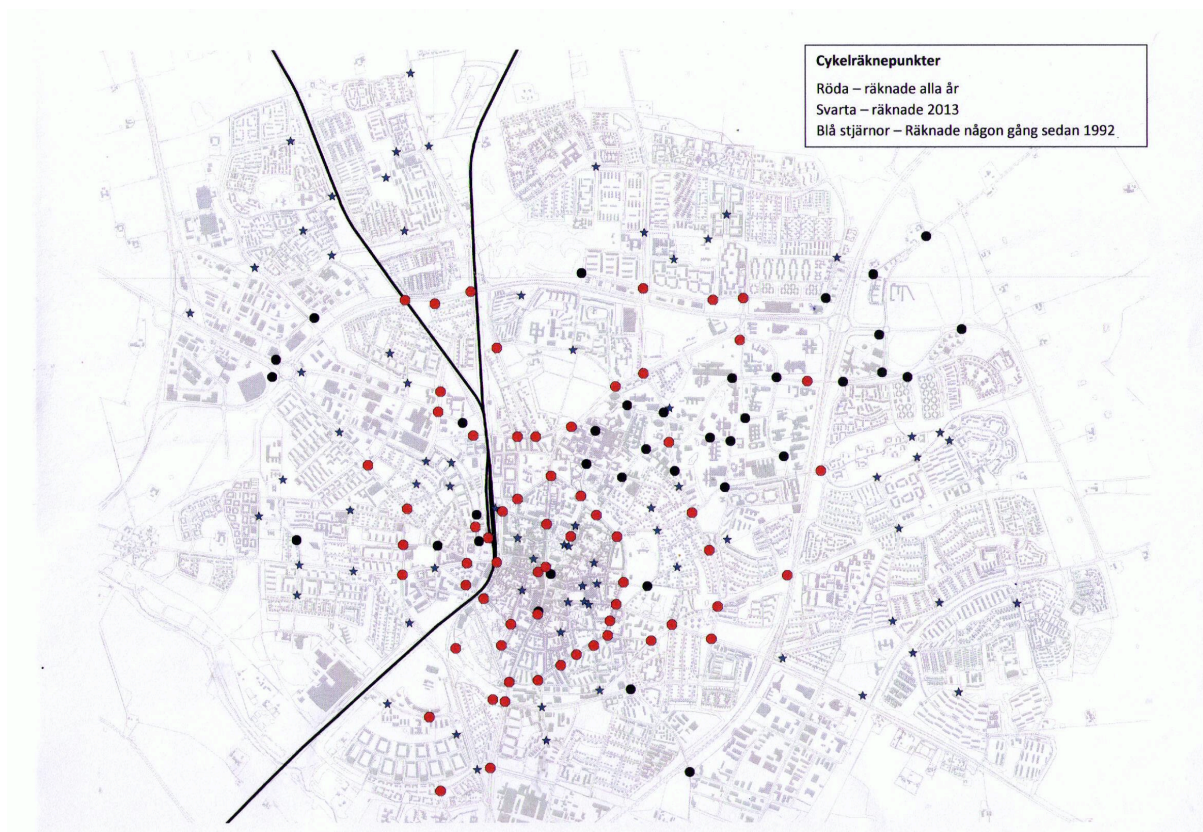 Cykelräknepunkter
Röda – räknade alla år
Svarta – räknade 2013
Blå stjärnor – Räknade någon gång sedan 1992